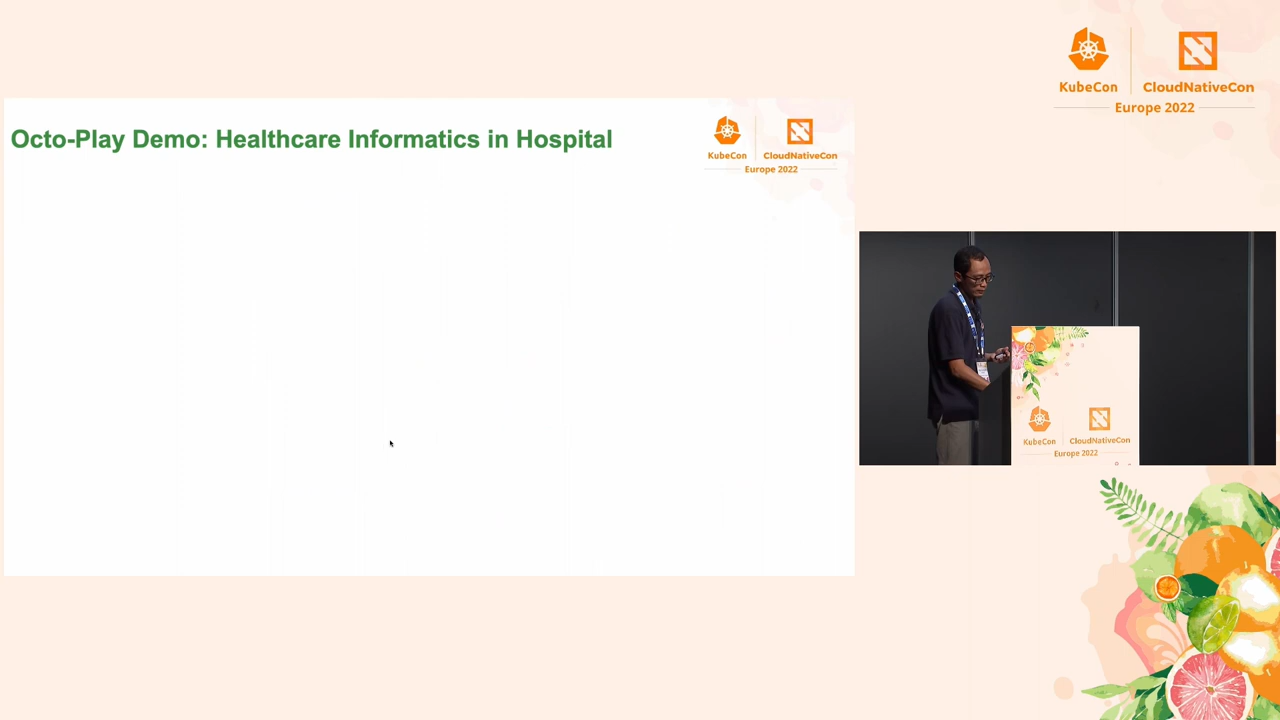 KubeCon
CloudNativeCon
Europe 2022
Octo-Play Demo: Healthcare Informatics in Hospital
KubeCon
CloudNativeCon
Europe 2022
KubeCon
CloudNativeCon
Europe 2022